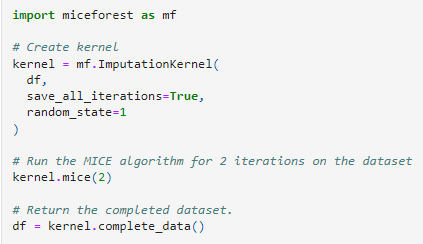 import miceforest as mf
# Create kernel
kernel = mf.ImputationKernel(
  df,
  save_all_iterations=True,
  random_state=1
)
# Run the MICE algorithm for 2 iterations on the dataset
kernel.mice(2)
# Return the completed dataset.
df = kernel.complete_data()